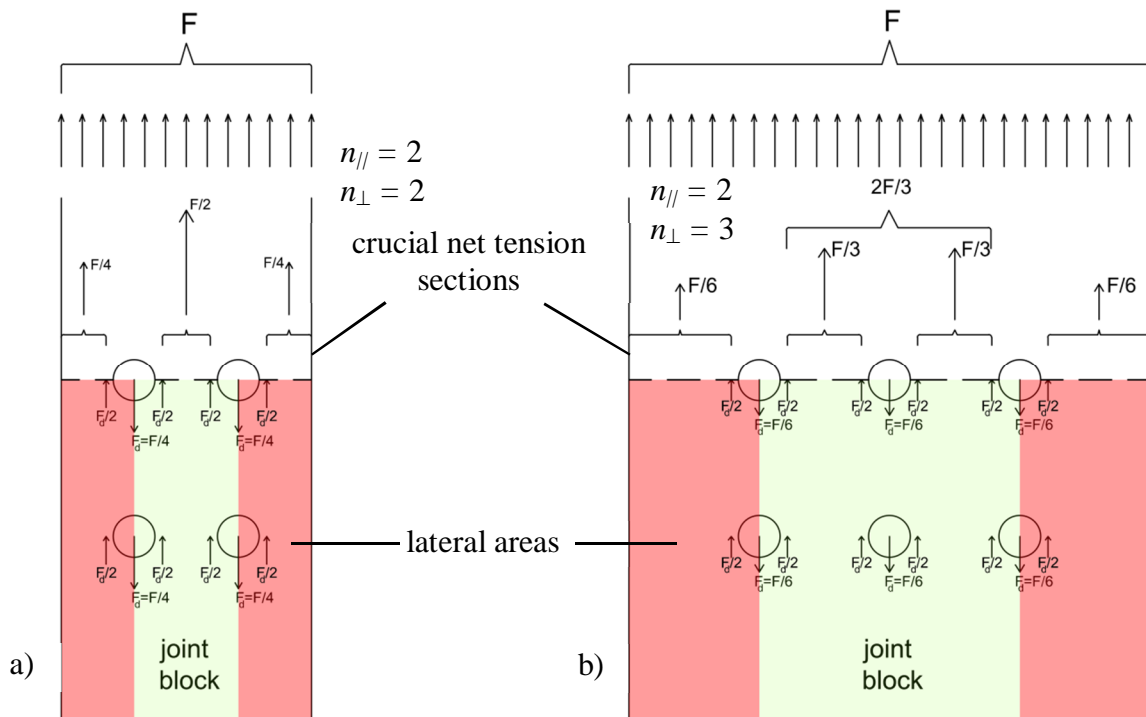 F
F
n// = 2
n⊥ = 2
n// = 2
n⊥ = 3
2F/3
F/2
F/4
F/4
crucial net tension
sections
F/3
F/3
F/6
F/6
Fd/2 Fd/2 Fd/2 Fd/2
Fd=F/4 Fd=F/4
Fd/2 Fd/2 Fd/2 Fd/2 Fd/2 Fd/2
Fd=F/6 Fd=F/6 Fd=F/6
lateral areas
Fd/2 Fd/2 Fd/2 Fd/2
Fd=F/4 Fd=F/4
Fd/2 Fd/2 Fd/2 Fd/2 Fd/2 Fd/2
Fd=F/6 Fd=F/6 Fd=F/6
a)
joint
block
b)
joint
block